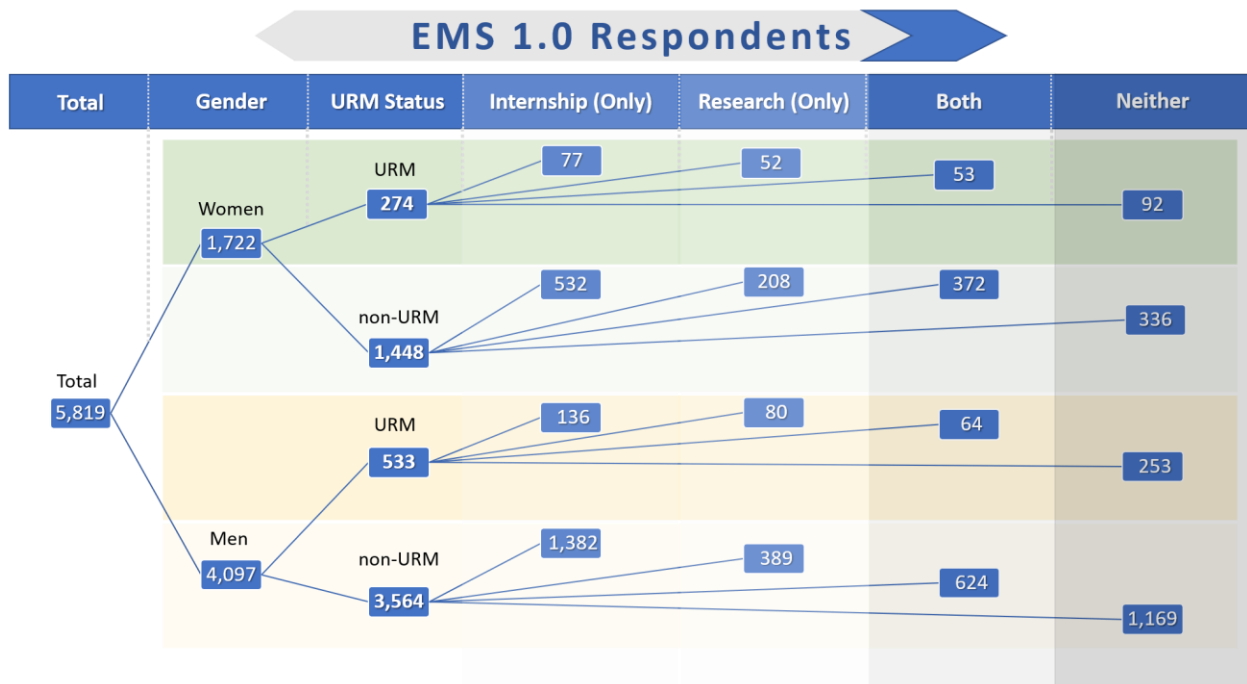 EMS 1.0 Respondents
Total Gender URM Status Internship (Only) Research (Only) Both Neither
URM
77
52
53
274
92
Women
1,722
532
208
372
non-URM
336
1,448
Total
5,819
URM
136
80
64
533
253
Men
4,097
non-URM
1,382
389
624
3,564
1,169